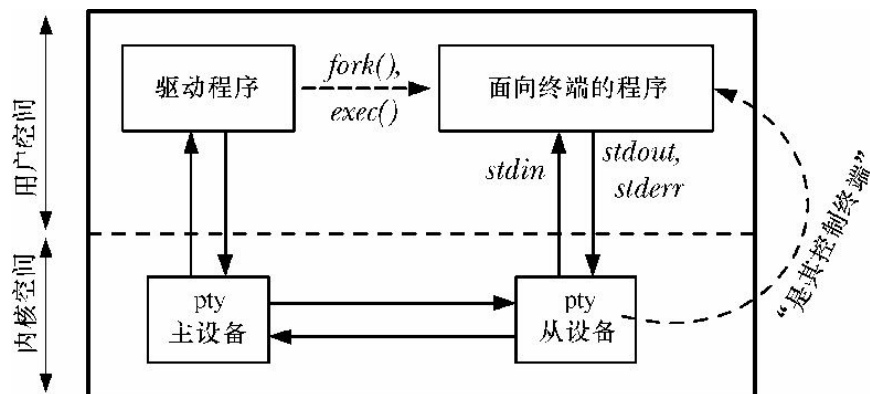 驱动程序
fork(),
exec()
面向终端的程序
stdin
stdout,
stderr
用户空间
“是其控制终端”
内核空间
pty
主设备
pty
从设备